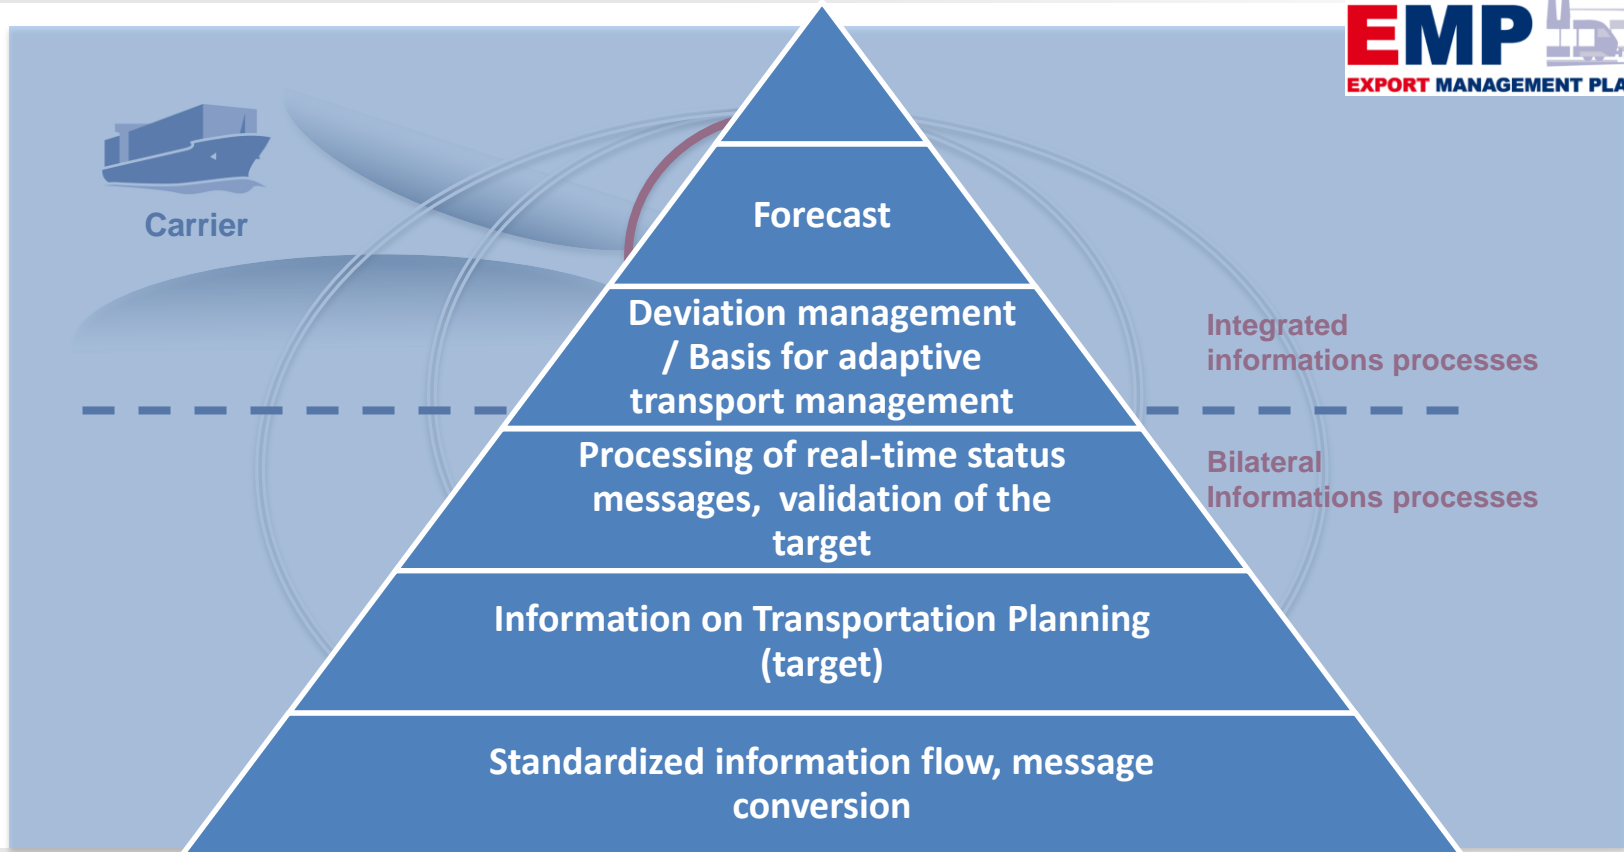 EMP
EXPORT MANAGEMENT PLA
Carrier
Forecast
Deviation management
/ Basis for adaptive
transport management
Integrated
informations processes
Processing of real-time status
messages, validation of the
target
Bilateral
Informations processes
Information on Transportation Planning
(target)
Standardized information flow, message
conversion